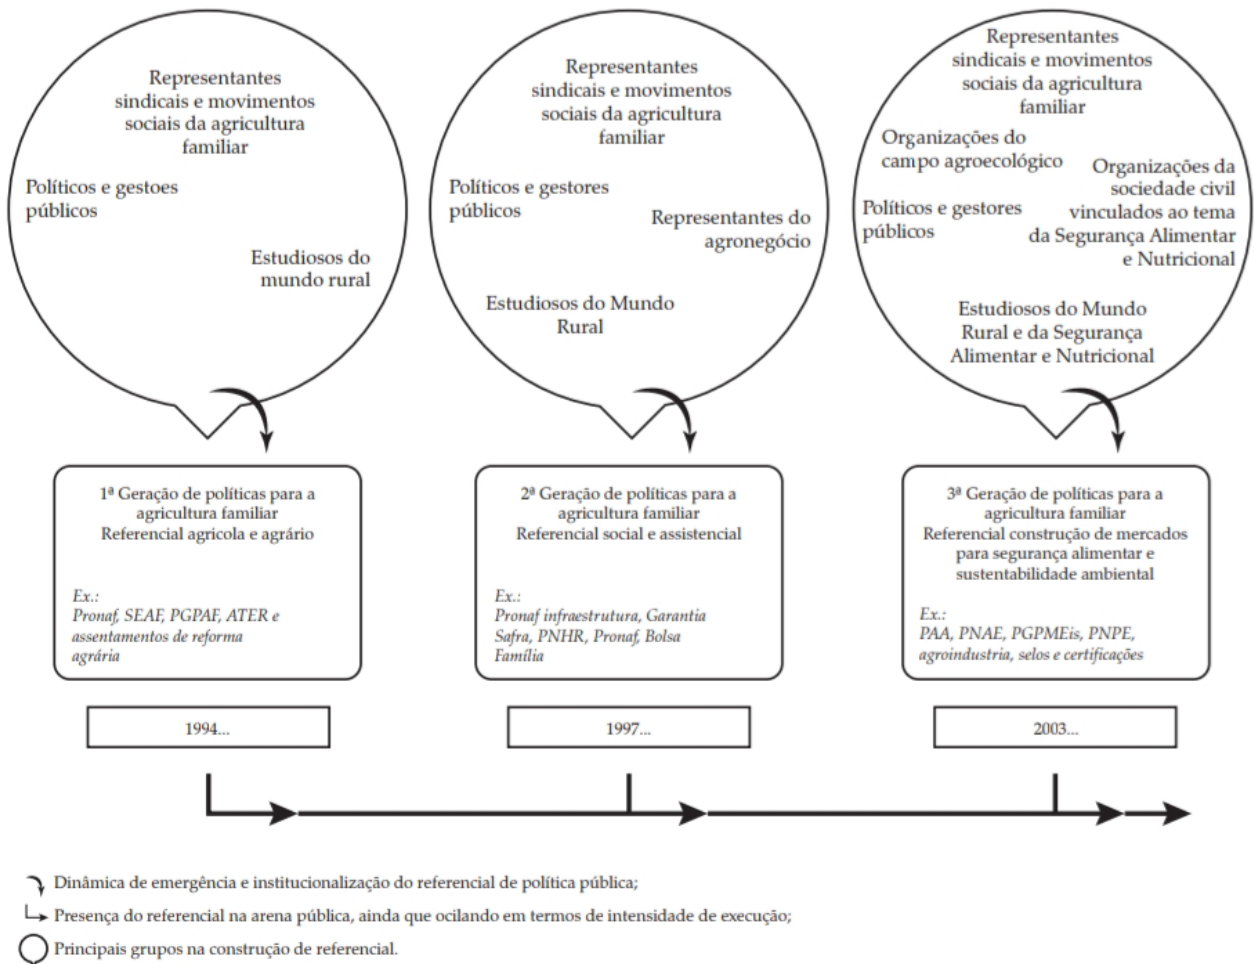 Representantes
sindicais e movimentos
sociais da agricultura
familiar
Políticos e gestoes
públicos
Estudiosos do
mundo rural
Representantes
sindicais e movimentos
sociais da agricultura
familiar
Políticos e gestores
públicos
Representantes do
agronegócio
Estudiosos do Mundo
Rural
Representantes
sindicais e movimentos
sociais da agricultura
familiar
Organizações do
campo agroecológico
Organizações da
sociedade civil
vinculados ao tema
da Segurança Alimentar
e Nutricional
Políticos e gestores
públicos
Estudiosos do Mundo
Rural e da Segurança
Alimentar e Nutricional
1ª Geração de políticas para a
agricultura familiar
Referencial agricola e agrário
Ex.:
Pronaf, SEAF, PGPAF, ATER e
assentamentos de reforma
agrária
2ª Geração de políticas para a
agricultura familiar
Referencial social e assistencial
Ex.:
Pronaf infraestrutura, Garantia
Safra, PNHR, Pronaf, Bolsa
Família
3ª Geração de políticas para a
agricultura familiar
Referencial construção de mercados
para segurança alimentar e
sustentabilidade ambiental
Ex.:
PAA, PNAE, PGPMEis, PNPE,
agroindustria, selos e certificações
1994...
1997...
2003...
Dinâmica de emergência e institucionalização do referencial de política pública;
Presença do referencial na arena pública, ainda que ocilando em termos de intensidade de execução;
Principais grupos na construção de referencial.